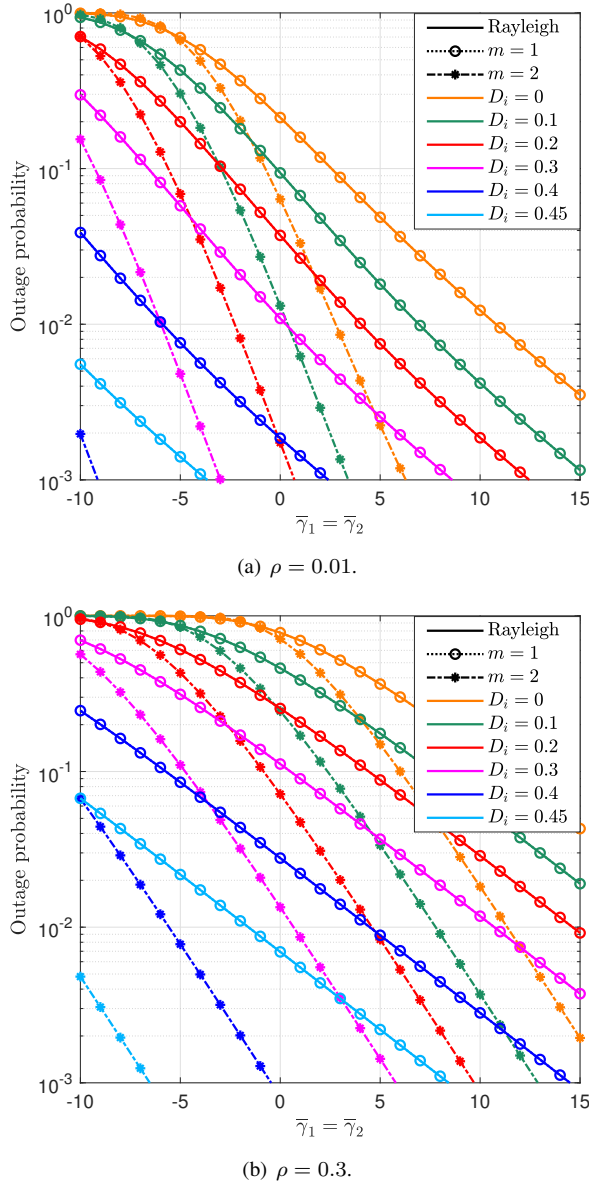 10^0
10^{-1}
10^{-2}
10^{-3}
Outage probability
Rayleigh
m = 1
m = 2
D_i = 0
D_i = 0.1
D_i = 0.2
D_i = 0.3
D_i = 0.4
D_i = 0.45
-10 -5 0 5 10 15
γ̅_1 = γ̅_2
(a) ρ = 0.01.
10^0
10^{-1}
10^{-2}
10^{-3}
Outage probability
Rayleigh
m = 1
m = 2
D_i = 0
D_i = 0.1
D_i = 0.2
D_i = 0.3
D_i = 0.4
D_i = 0.45
-10 -5 0 5 10 15
γ̅_1 = γ̅_2
(b) ρ = 0.3.